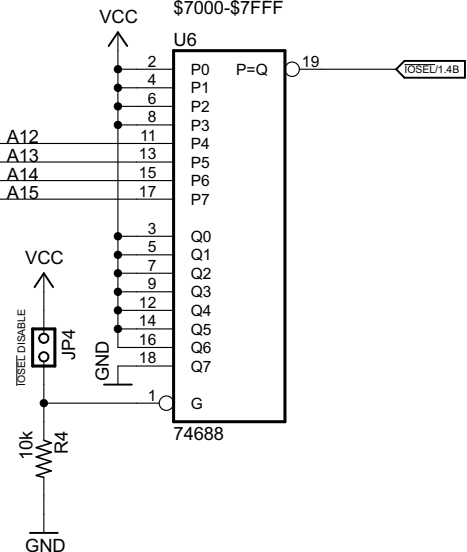 $7000-$7FFF
VCC
U6
2 P0 P=Q 19 IOSEL/1.4B
4 P1
6 P2
8 P3
A12 11 P4
A13 13 P5
A14 15 P6
A15 17 P7
3 Q0
5 Q1
VCC 7 Q2
9 Q3
12 Q4
14 Q5
16 Q6
GND 18 Q7
IOSEL DISABLE
JP4
1 G
74688
10k
R4
GND